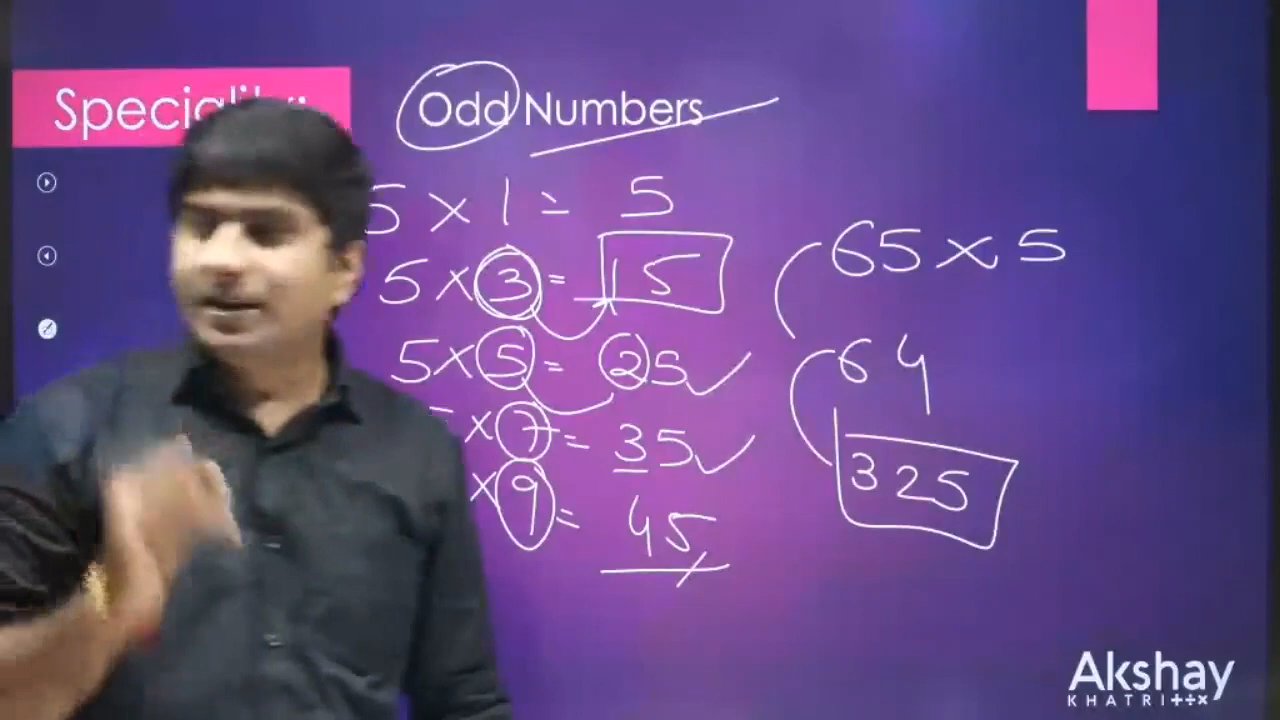 Odd Numbers
5 × 1 = 5
5 × 3 = 15
5 × 5 = 25
× 7 = 35
× 9 = 45
65 × 5
64
325
Akshay
KHATRI+÷×